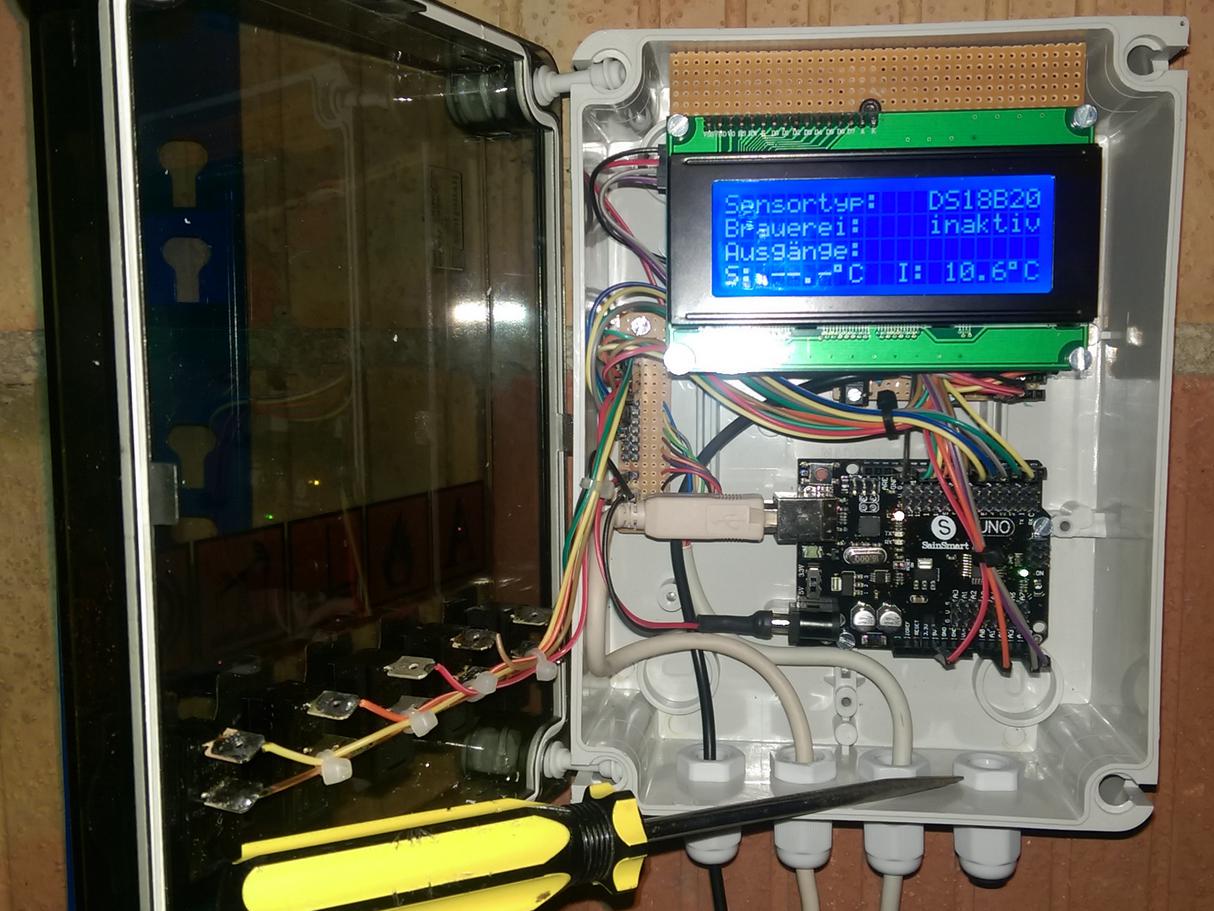 Sensortyp: DS18B20
Brauerei: inaktiv
Ausgänge:
S: --.-°C I: 10.6°C
S UNO
SainSmart